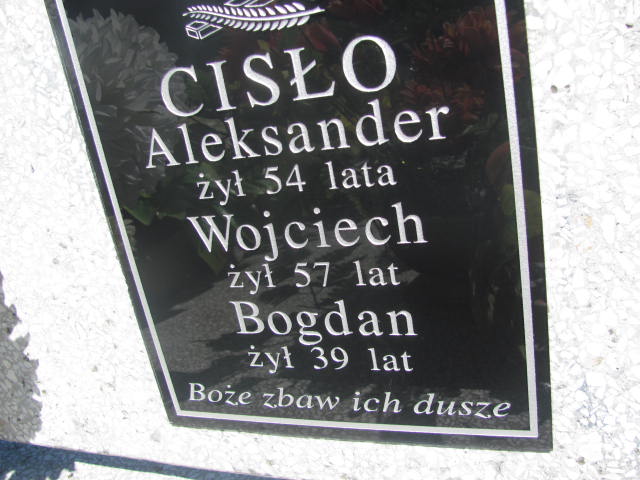 CISŁO
Aleksander
żył 54 lata
Wojciech
żył 57 lat
Bogdan
żył 39 lat
Boże zbaw ich dusze